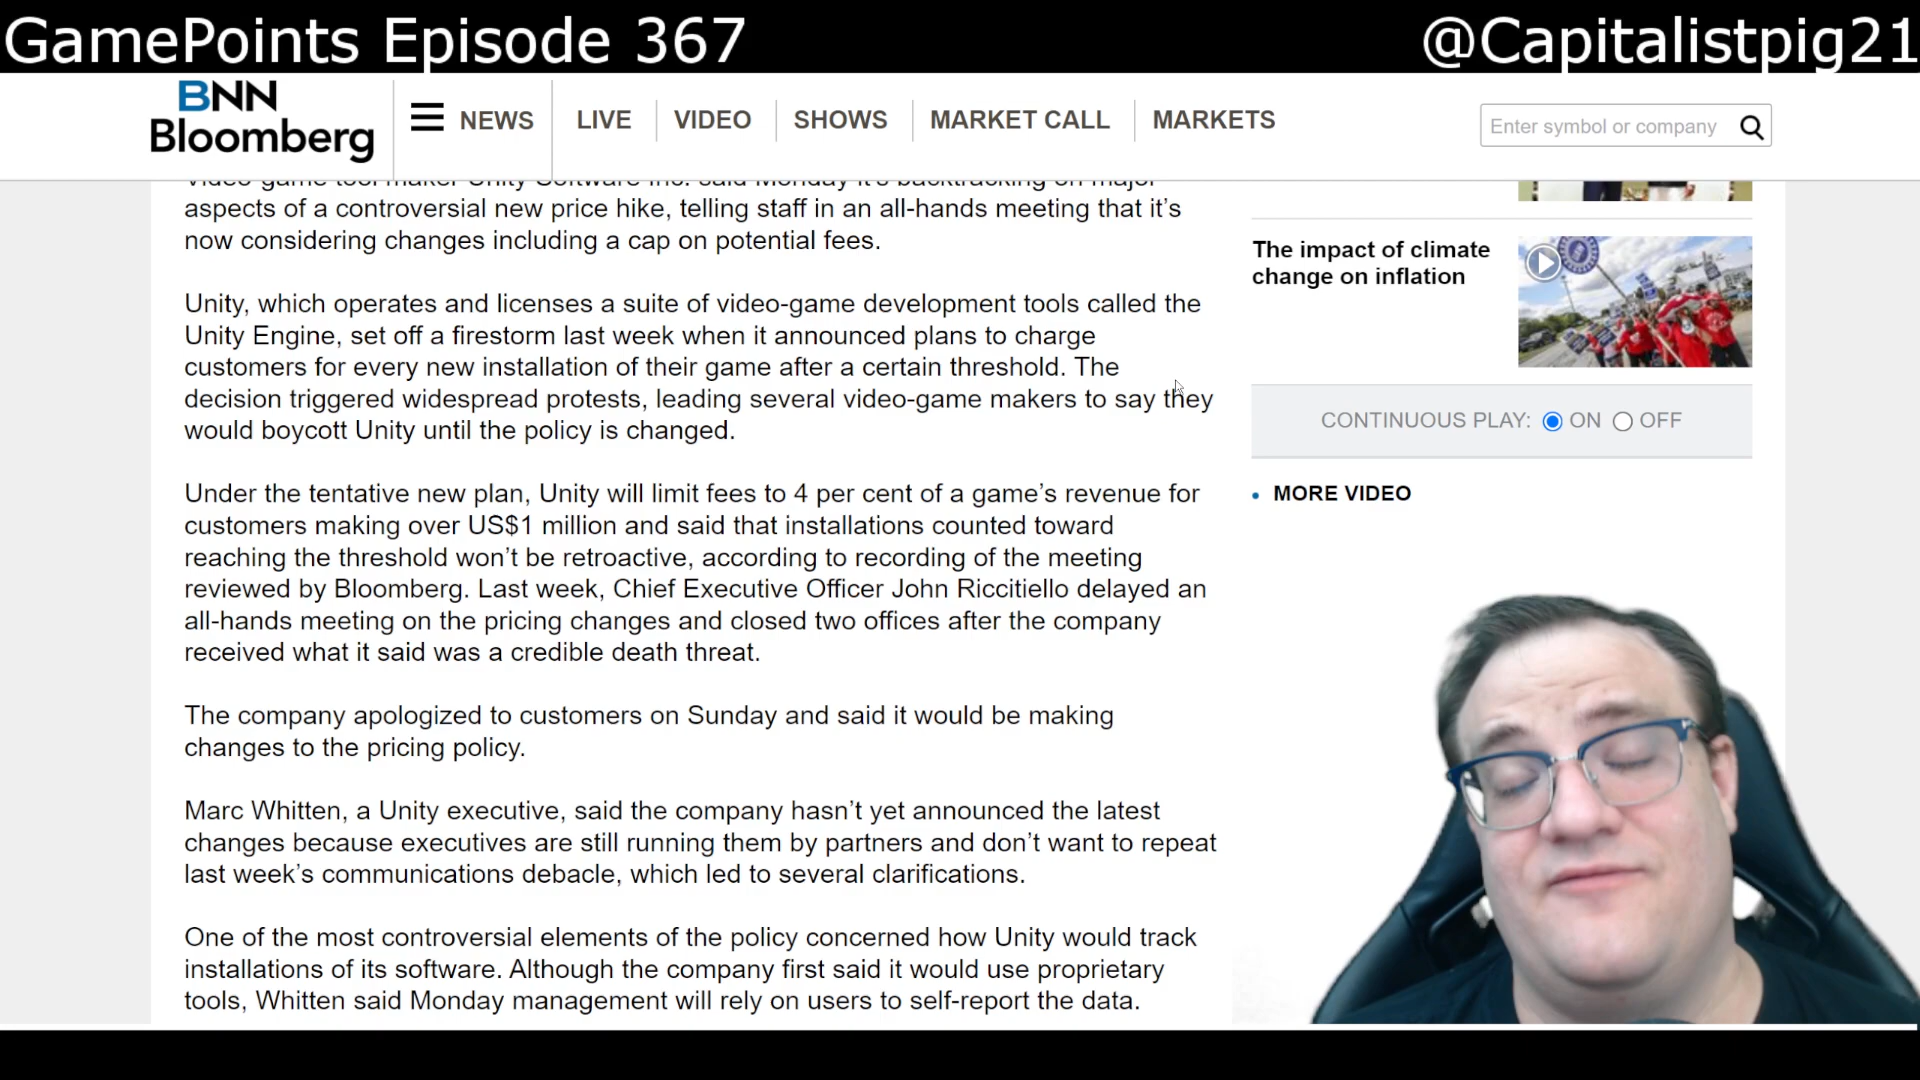 GamePoints Episode 367
@Capitalistpig21
BNN
Bloomberg
NEWS
LIVE
VIDEO
SHOWS
MARKET CALL
MARKETS
Enter symbol or company
Video-game tool maker Unity Software Inc. said Monday it's backtracking on major
aspects of a controversial new price hike, telling staff in an all-hands meeting that it's
now considering changes including a cap on potential fees.
Unity, which operates and licenses a suite of video-game development tools called the
Unity Engine, set off a firestorm last week when it announced plans to charge
customers for every new installation of their game after a certain threshold. The
decision triggered widespread protests, leading several video-game makers to say they
would boycott Unity until the policy is changed.
Under the tentative new plan, Unity will limit fees to 4 per cent of a game's revenue for
customers making over US$1 million and said that installations counted toward
reaching the threshold won't be retroactive, according to recording of the meeting
reviewed by Bloomberg. Last week, Chief Executive Officer John Riccitiello delayed an
all-hands meeting on the pricing changes and closed two offices after the company
received what it said was a credible death threat.
The company apologized to customers on Sunday and said it would be making
changes to the pricing policy.
Marc Whitten, a Unity executive, said the company hasn't yet announced the latest
changes because executives are still running them by partners and don't want to repeat
last week's communications debacle, which led to several clarifications.
One of the most controversial elements of the policy concerned how Unity would track
installations of its software. Although the company first said it would use proprietary
tools, Whitten said Monday management will rely on users to self-report the data.
The impact of climate
change on inflation
CONTINUOUS PLAY: ON OFF
MORE VIDEO